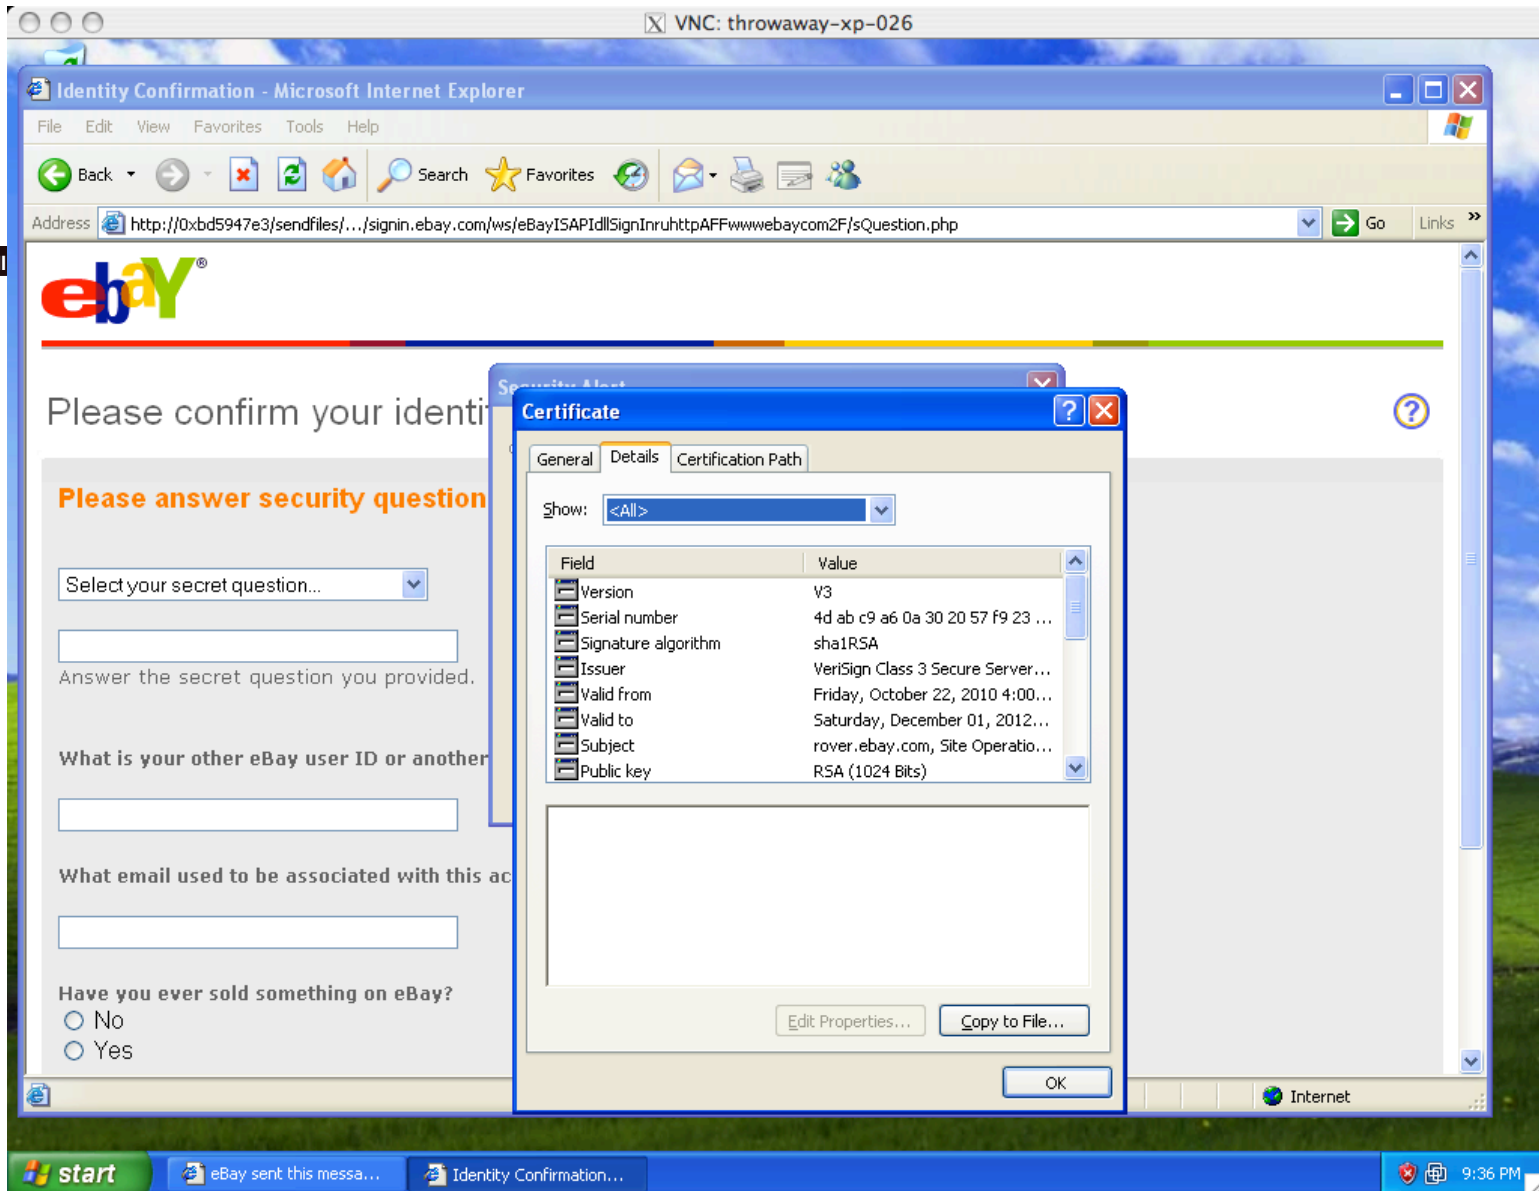 VNC: throwaway-xp-026
Identity Confirmation - Microsoft Internet Explorer
File Edit View Favorites Tools Help
Back Search Favorites
Address http://0xbd5947e3/sendfiles/.../signin.ebay.com/ws/eBayISAPIdllSignInruhttpAFFwwwebaycom2F/sQuestion.php Go Links »
ebaY®
Please confirm your identi
Security Alert
Certificate
General Details Certification Path
Please answer security question
Show: <All>
Field Value
Version V3
Serial number 4d ab c9 a6 0a 30 20 57 f9 23 ...
Signature algorithm sha1RSA
Issuer VeriSign Class 3 Secure Server...
Valid from Friday, October 22, 2010 4:00...
Valid to Saturday, December 01, 2012...
Subject rover.ebay.com, Site Operatio...
Public key RSA (1024 Bits)
Select your secret question...
Answer the secret question you provided.
What is your other eBay user ID or another
What email used to be associated with this ac
Have you ever sold something on eBay?
No
Yes
Edit Properties... Copy to File...
OK
Internet
start eBay sent this messa... Identity Confirmation... 9:36 PM